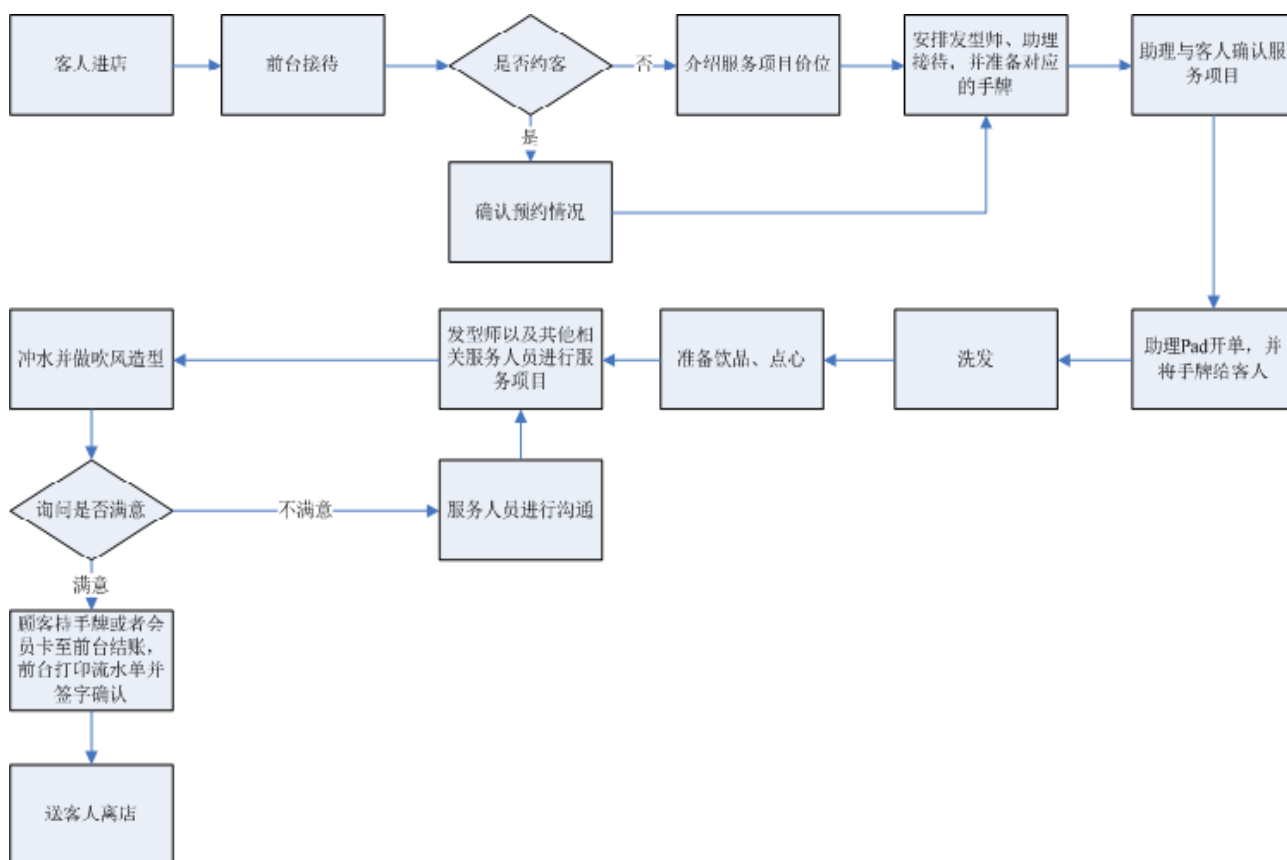 客人进店
前台接待
是否约客
否
介绍服务项目价位
安排发型师、助理
接待，并准备对应
的手牌
助理与客人确认服
务项目
是
确认预约情况
冲水并做吹风造型
发型师以及其他相
关服务人员进行服
务项目
准备饮品、点心
洗发
助理Pad开单，并
将手牌给客人
询问是否满意
不满意
服务人员进行沟通
满意
顾客持手牌或者会
员卡至前台结账，
前台打印流水单并
签字确认
送客人离店